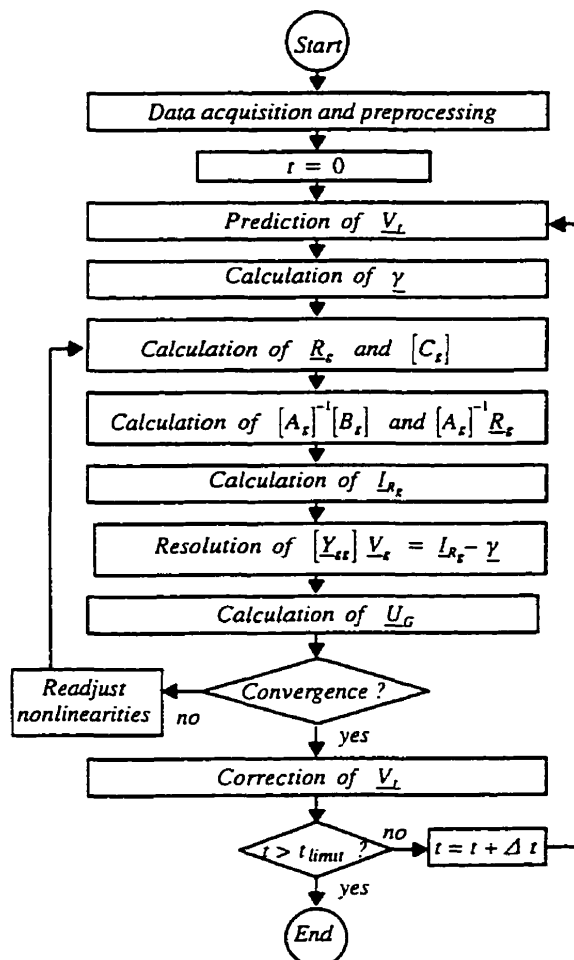 Start
Data acquisition and preprocessing
t = 0
Prediction of V_L
Calculation of γ
Calculation of R_g and [C_g]
Calculation of [A_g]^-1 [B_g] and [A_g]^-1 R_g
Calculation of I_Rg
Resolution of [Y_gg] V_g = I_Rg - γ
Calculation of U_G
Convergence ?
no
Readjust
nonlinearities
yes
Correction of V_L
t > t_limit ?
no
t = t + Δ t
yes
End